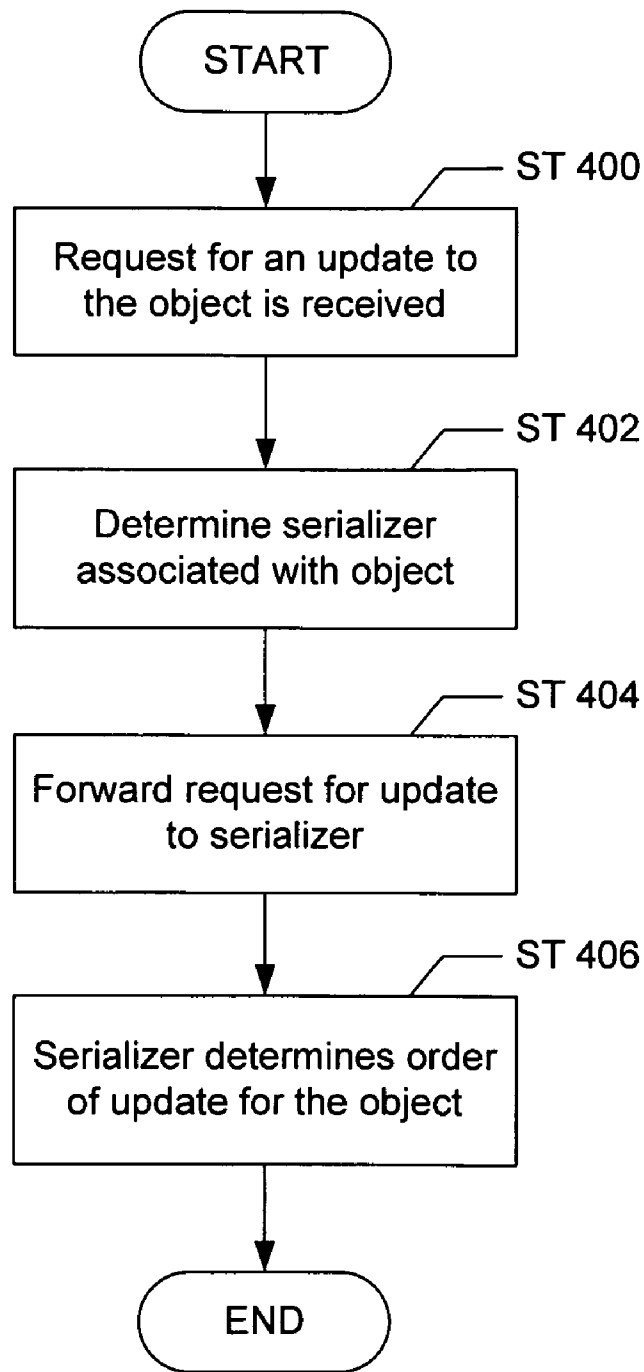 START
ST 400
Request for an update to
the object is received
ST 402
Determine serializer
associated with object
ST 404
Forward request for update
to serializer
ST 406
Serializer determines order
of update for the object
END